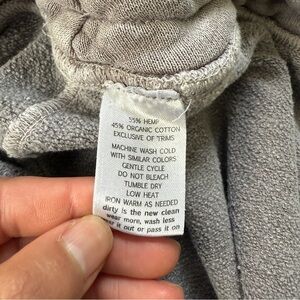 55% HEMP
45% ORGANIC COTTON
EXCLUSIVE OF TRIMS
MACHINE WASH COLD
WITH SIMILAR COLORS
GENTLE CYCLE
DO NOT BLEACH
TUMBLE DRY
LOW HEAT
IRON WARM AS NEEDED
dirty is the new clean
wear more, wash less
wear it out or pass it on